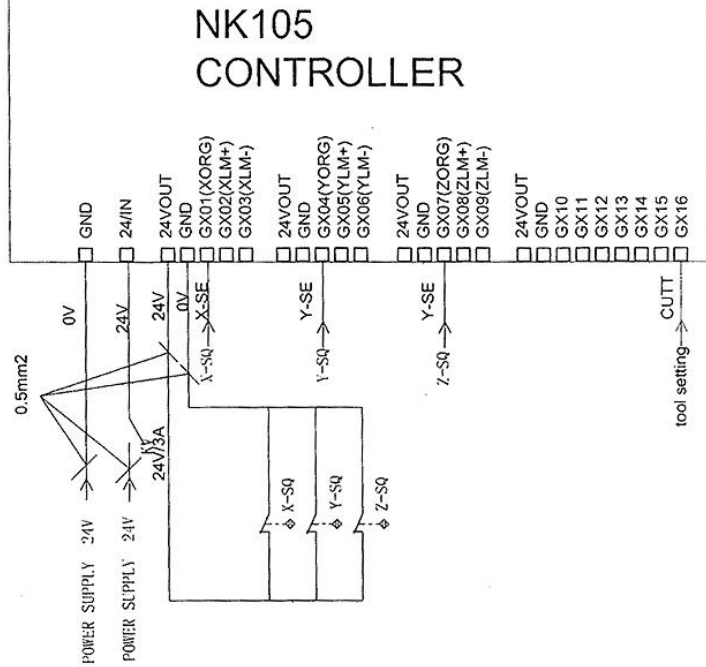 NK105
CONTROLLER
GND
24/IN
24VOUT
GND
GX01(XORG)
GX02(XLM+)
GX03(XLM-)
24VOUT
GND
GX04(YORG)
GX05(YLM+)
GX06(YLM-)
24VOUT
GND
GX07(ZORG)
GX08(ZLM+)
GX09(ZLM-)
24VOUT
GND
GX10
GX11
GX12
GX13
GX14
GX15
GX16
0V
24V
24V
0V
X-SE
Y-SE
Y-SE
CUTT
X-SQ
Y-SQ
Z-SQ
tool setting
0.5mm2
KA
24V/3A
POWER SUPPLY 24V
POWER SUPPLY 24V
X-SQ
Y-SQ
Z-SQ